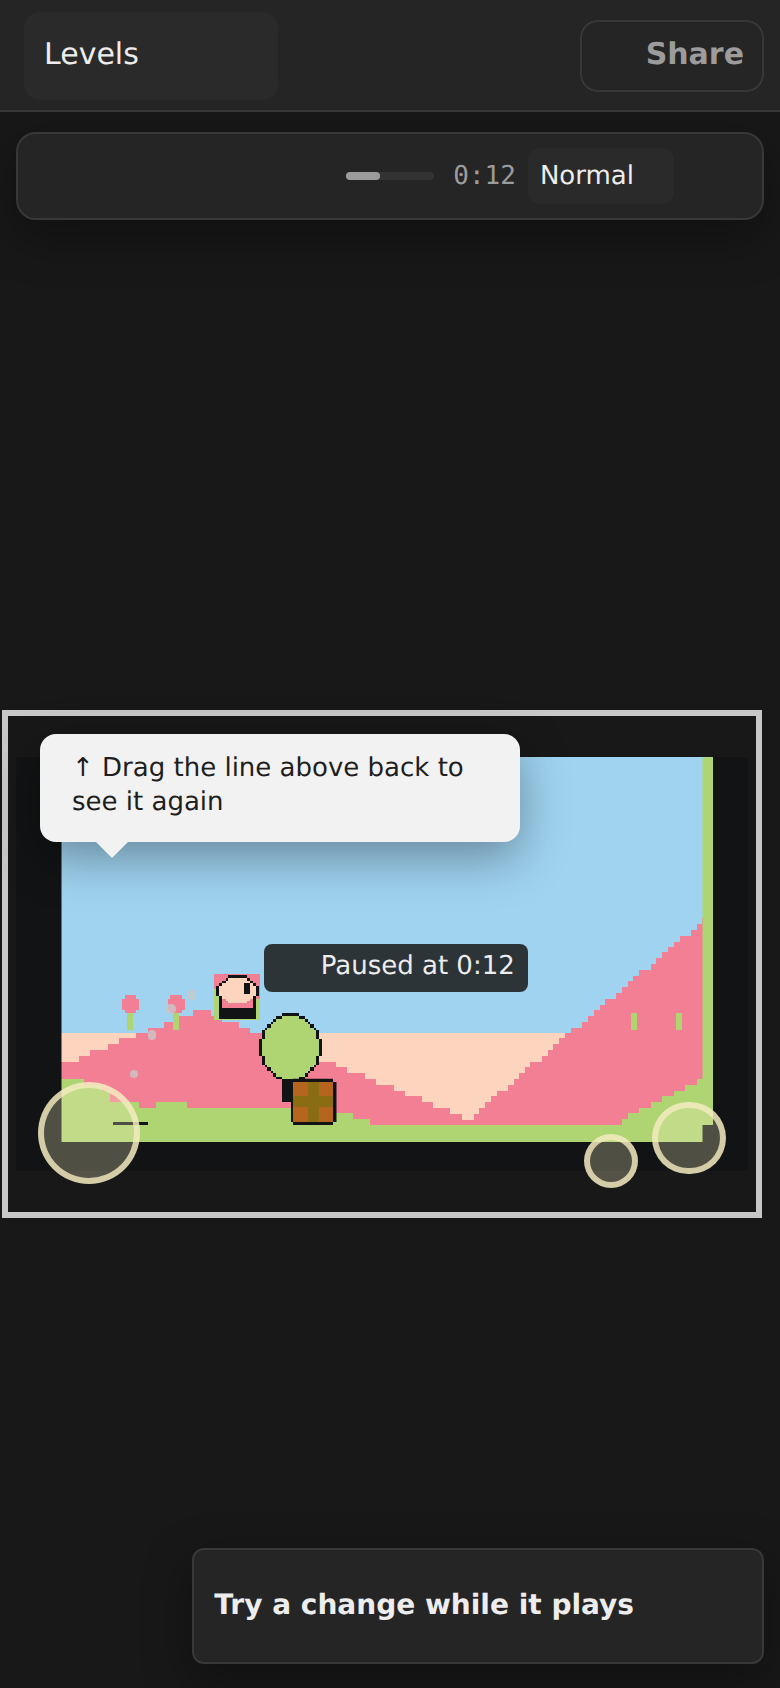 Levels
Share
0:12
Normal
↑ Drag the line above back to
see it again
Paused at 0:12
Try a change while it plays